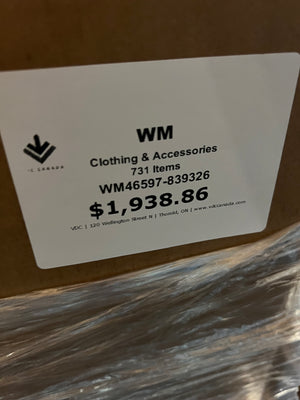 WM
Clothing & Accessories
731 Items
WM46597-839326
$1,938.86
VDC | 120 Wellington Street N | Thorold, ON | www.vdcanada.com
CANADA